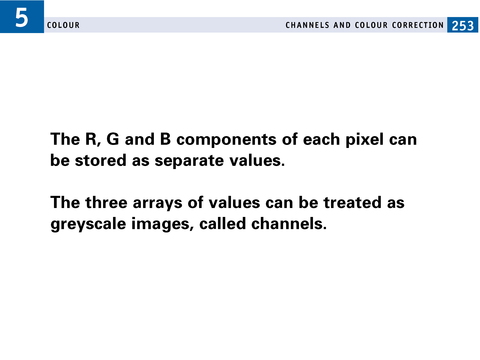 5
COLOUR
CHANNELS AND COLOUR CORRECTION 253
The R, G and B components of each pixel can
be stored as separate values.
The three arrays of values can be treated as
greyscale images, called channels.